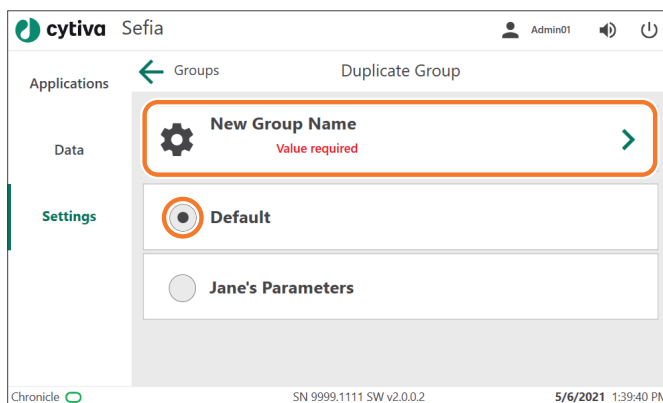 cytiva Sefia Admin01
Applications
Groups Duplicate Group
New Group Name
Value required
Data
Settings
Default
Jane's Parameters
Chronicle SN 9999.1111 SW v2.0.0.2 5/6/2021 1:39:40 PM